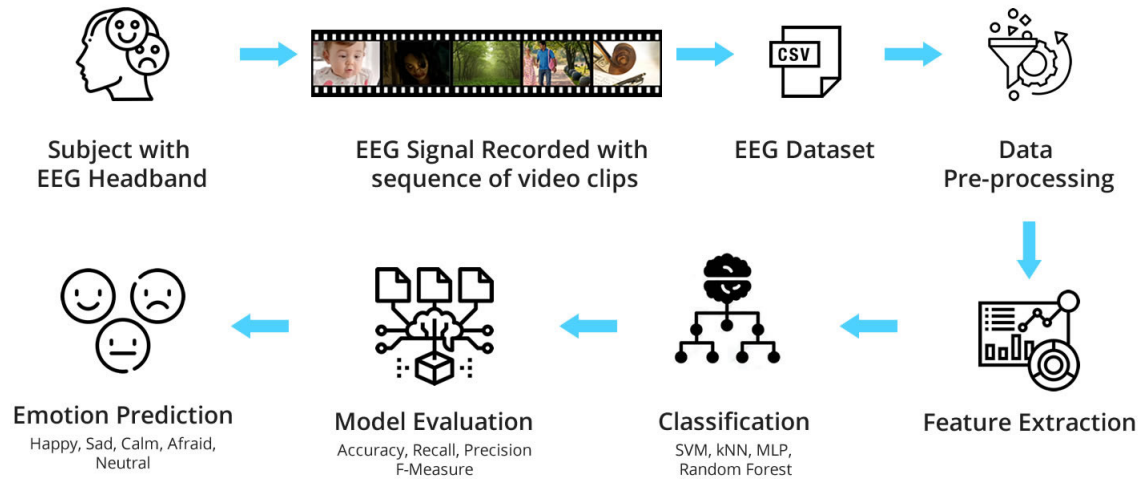 CSV
Subject with
EEG Headband
EEG Signal Recorded with
sequence of video clips
EEG Dataset
Data
Pre-processing
Feature Extraction
Classification
SVM, kNN, MLP,
Random Forest
Model Evaluation
Accuracy, Recall, Precision
F-Measure
Emotion Prediction
Happy, Sad, Calm, Afraid,
Neutral